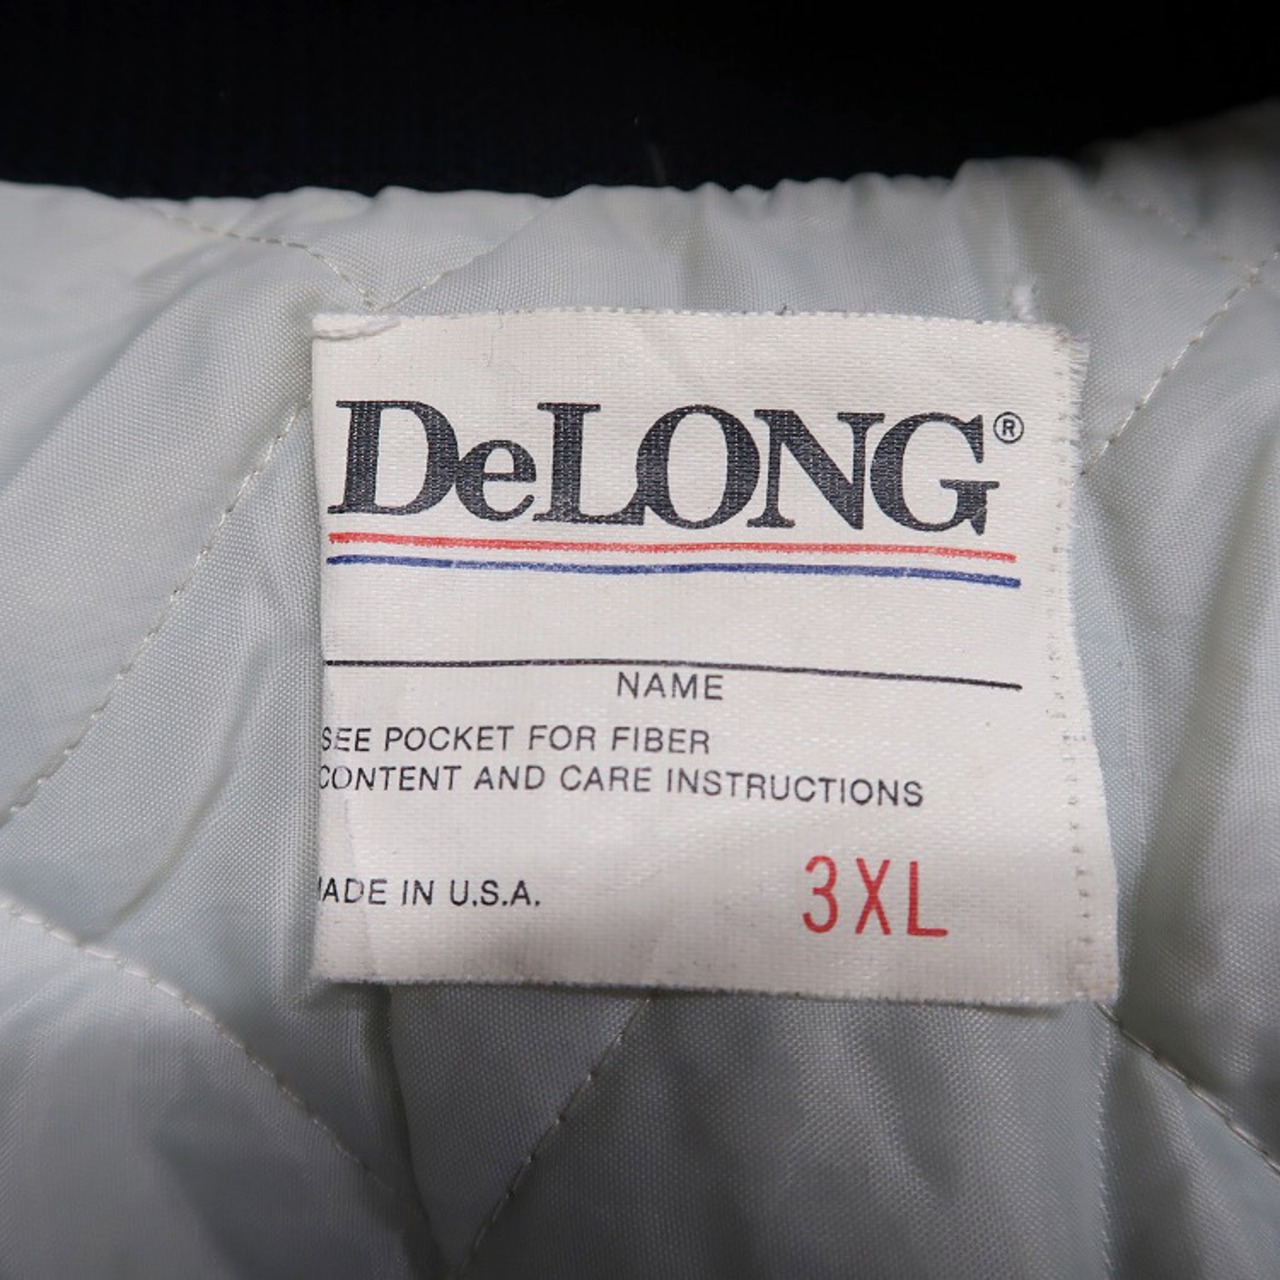 DeLONG®
NAME
SEE POCKET FOR FIBER
CONTENT AND CARE INSTRUCTIONS
MADE IN U.S.A.
3XL